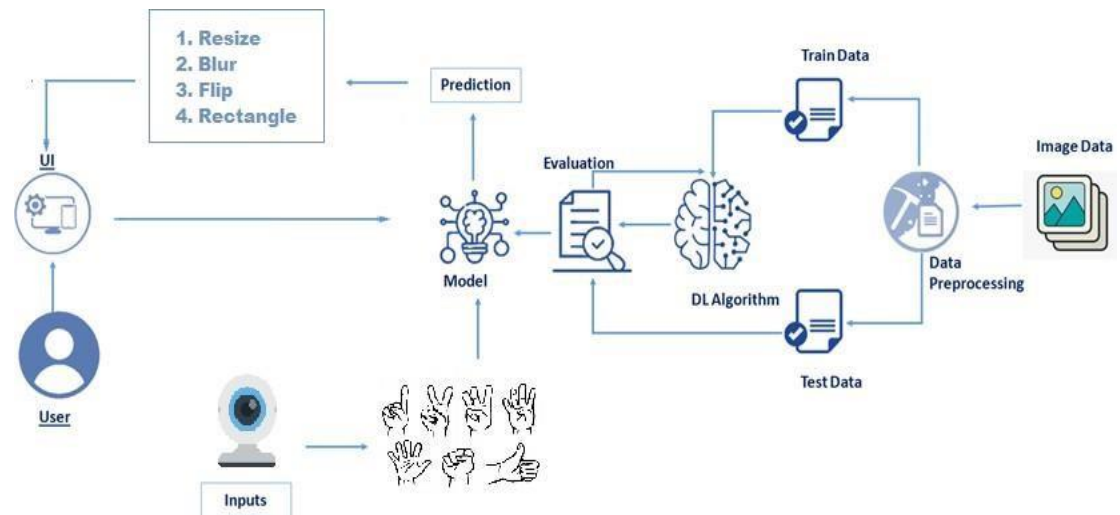 1. Resize
2. Blur
3. Flip
4. Rectangle
Prediction
Train Data
Image Data
UI
Evaluation
Model
DL Algorithm
Data
Preprocessing
Test Data
User
Inputs